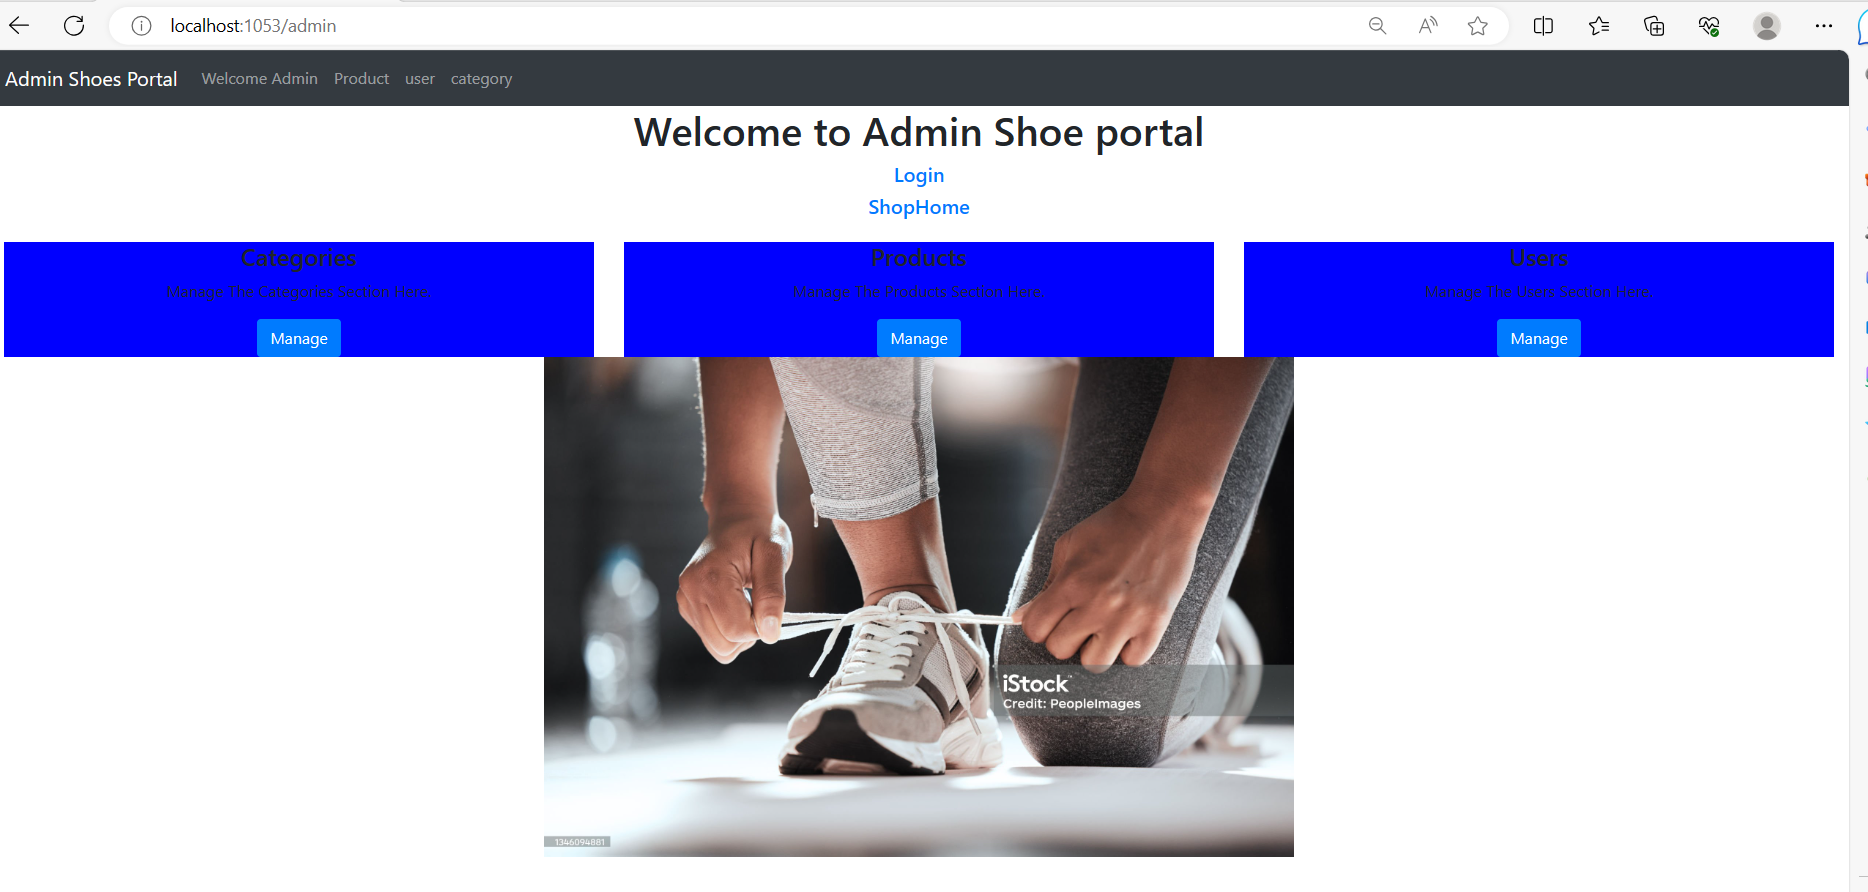 localhost:1053/admin
Admin Shoes Portal Welcome Admin Product user category
Welcome to Admin Shoe portal
Login
ShopHome
Categories
Manage The Categories Section Here.
Manage
Products
Manage The Products Section Here.
Manage
Users
Manage The Users Section Here.
Manage
iStock
Credit: PeopleImages
1346094881